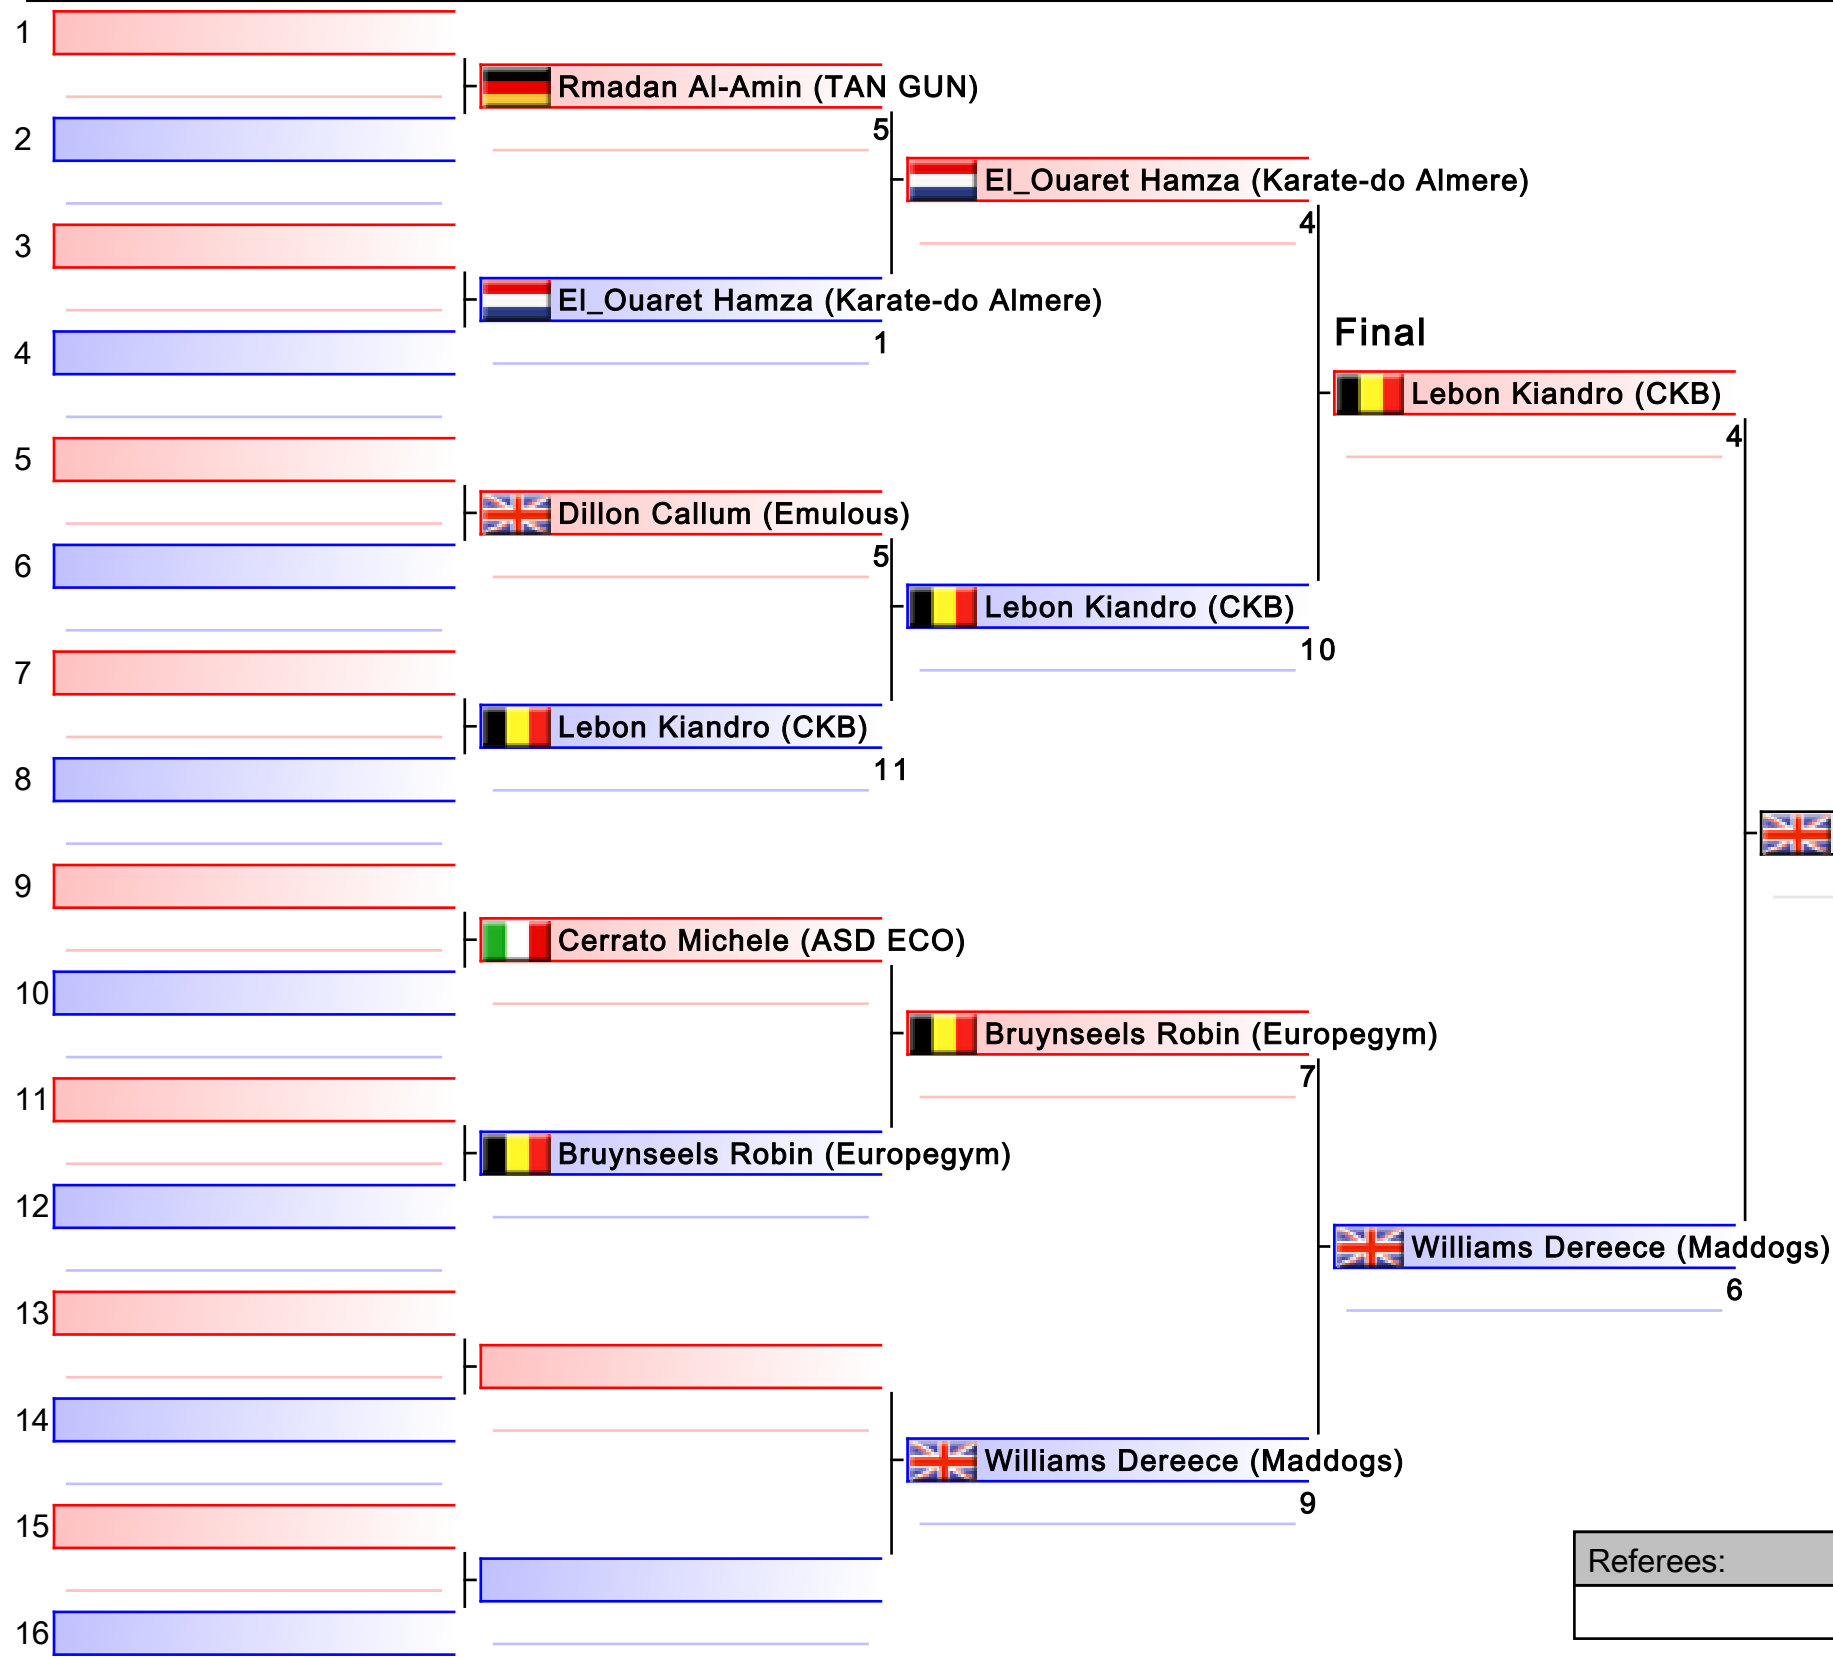 1
Rmadan Al-Amin (TAN GUN)
2
5
El_Ouaret Hamza (Karate-do Almere)
4
3
El_Ouaret Hamza (Karate-do Almere)
1
4
Final
Lebon Kiandro (CKB)
4
5
Dillon Callum (Emulous)
5
6
Lebon Kiandro (CKB)
10
7
Lebon Kiandro (CKB)
11
8
9
Cerrato Michele (ASD ECO)
10
Bruynseels Robin (Europegym)
7
11
Bruynseels Robin (Europegym)
12
Williams Dereece (Maddogs)
6
13
14
Williams Dereece (Maddogs)
9
15
Referees:
16